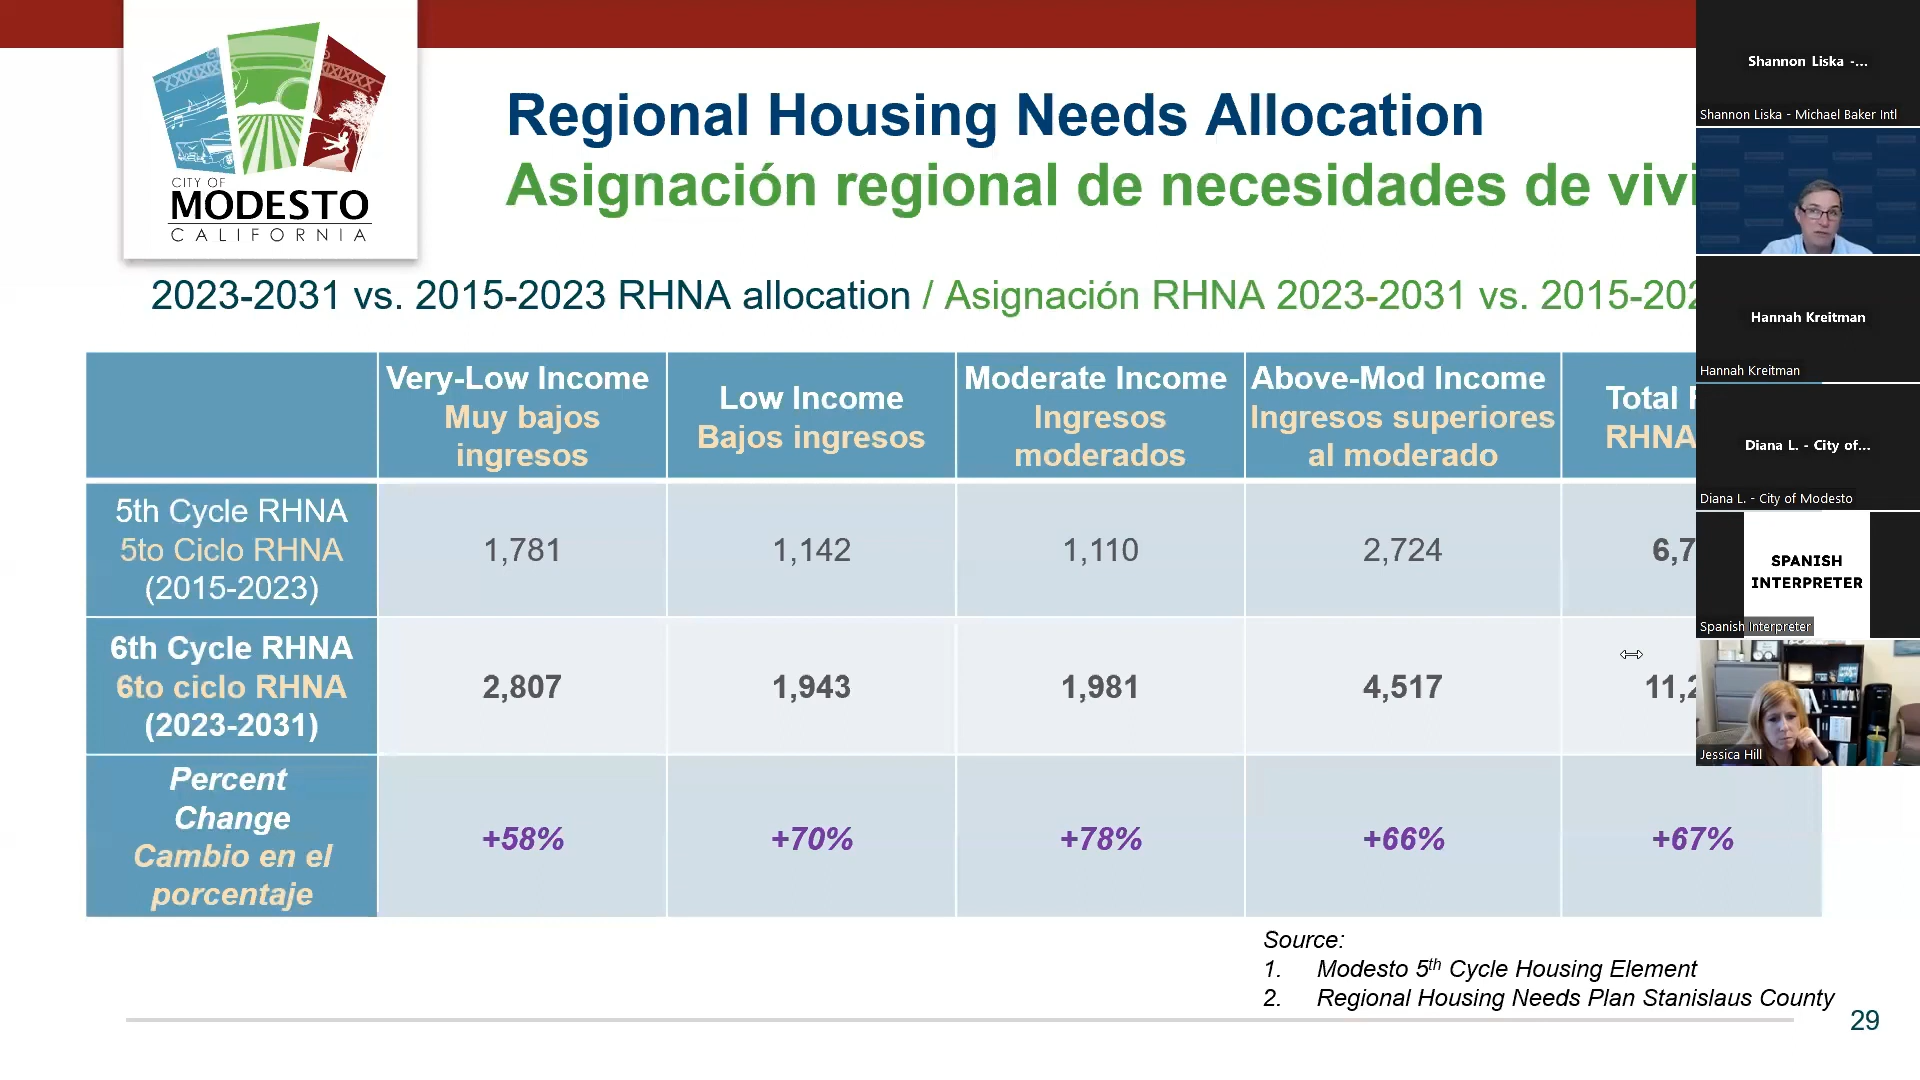 CITY OF
MODESTO
CALIFORNIA
Regional Housing Needs Allocation
Asignación regional de necesidades de vivi
2023-2031 vs. 2015-2023 RHNA allocation / Asignación RHNA 2023-2031 vs. 2015-202
Very-Low Income
Muy bajos
ingresos
Low Income
Bajos ingresos
Moderate Income
Ingresos
moderados
Above-Mod Income
Ingresos superiores
al moderado
Total
RHNA
5th Cycle RHNA
5to Ciclo RHNA
(2015-2023)
1,781
1,142
1,110
2,724
6,7
6th Cycle RHNA
6to ciclo RHNA
(2023-2031)
2,807
1,943
1,981
4,517
11,2
Percent
Change
Cambio en el
porcentaje
+58%
+70%
+78%
+66%
+67%
Source:
1. Modesto 5th Cycle Housing Element
2. Regional Housing Needs Plan Stanislaus County
29
Shannon Liska -...
Shannon Liska - Michael Baker Intl
Hannah Kreitman
Hannah Kreitman
Diana L. - City of...
Diana L. - City of Modesto
SPANISH
INTERPRETER
Spanish Interpreter
Jessica Hill